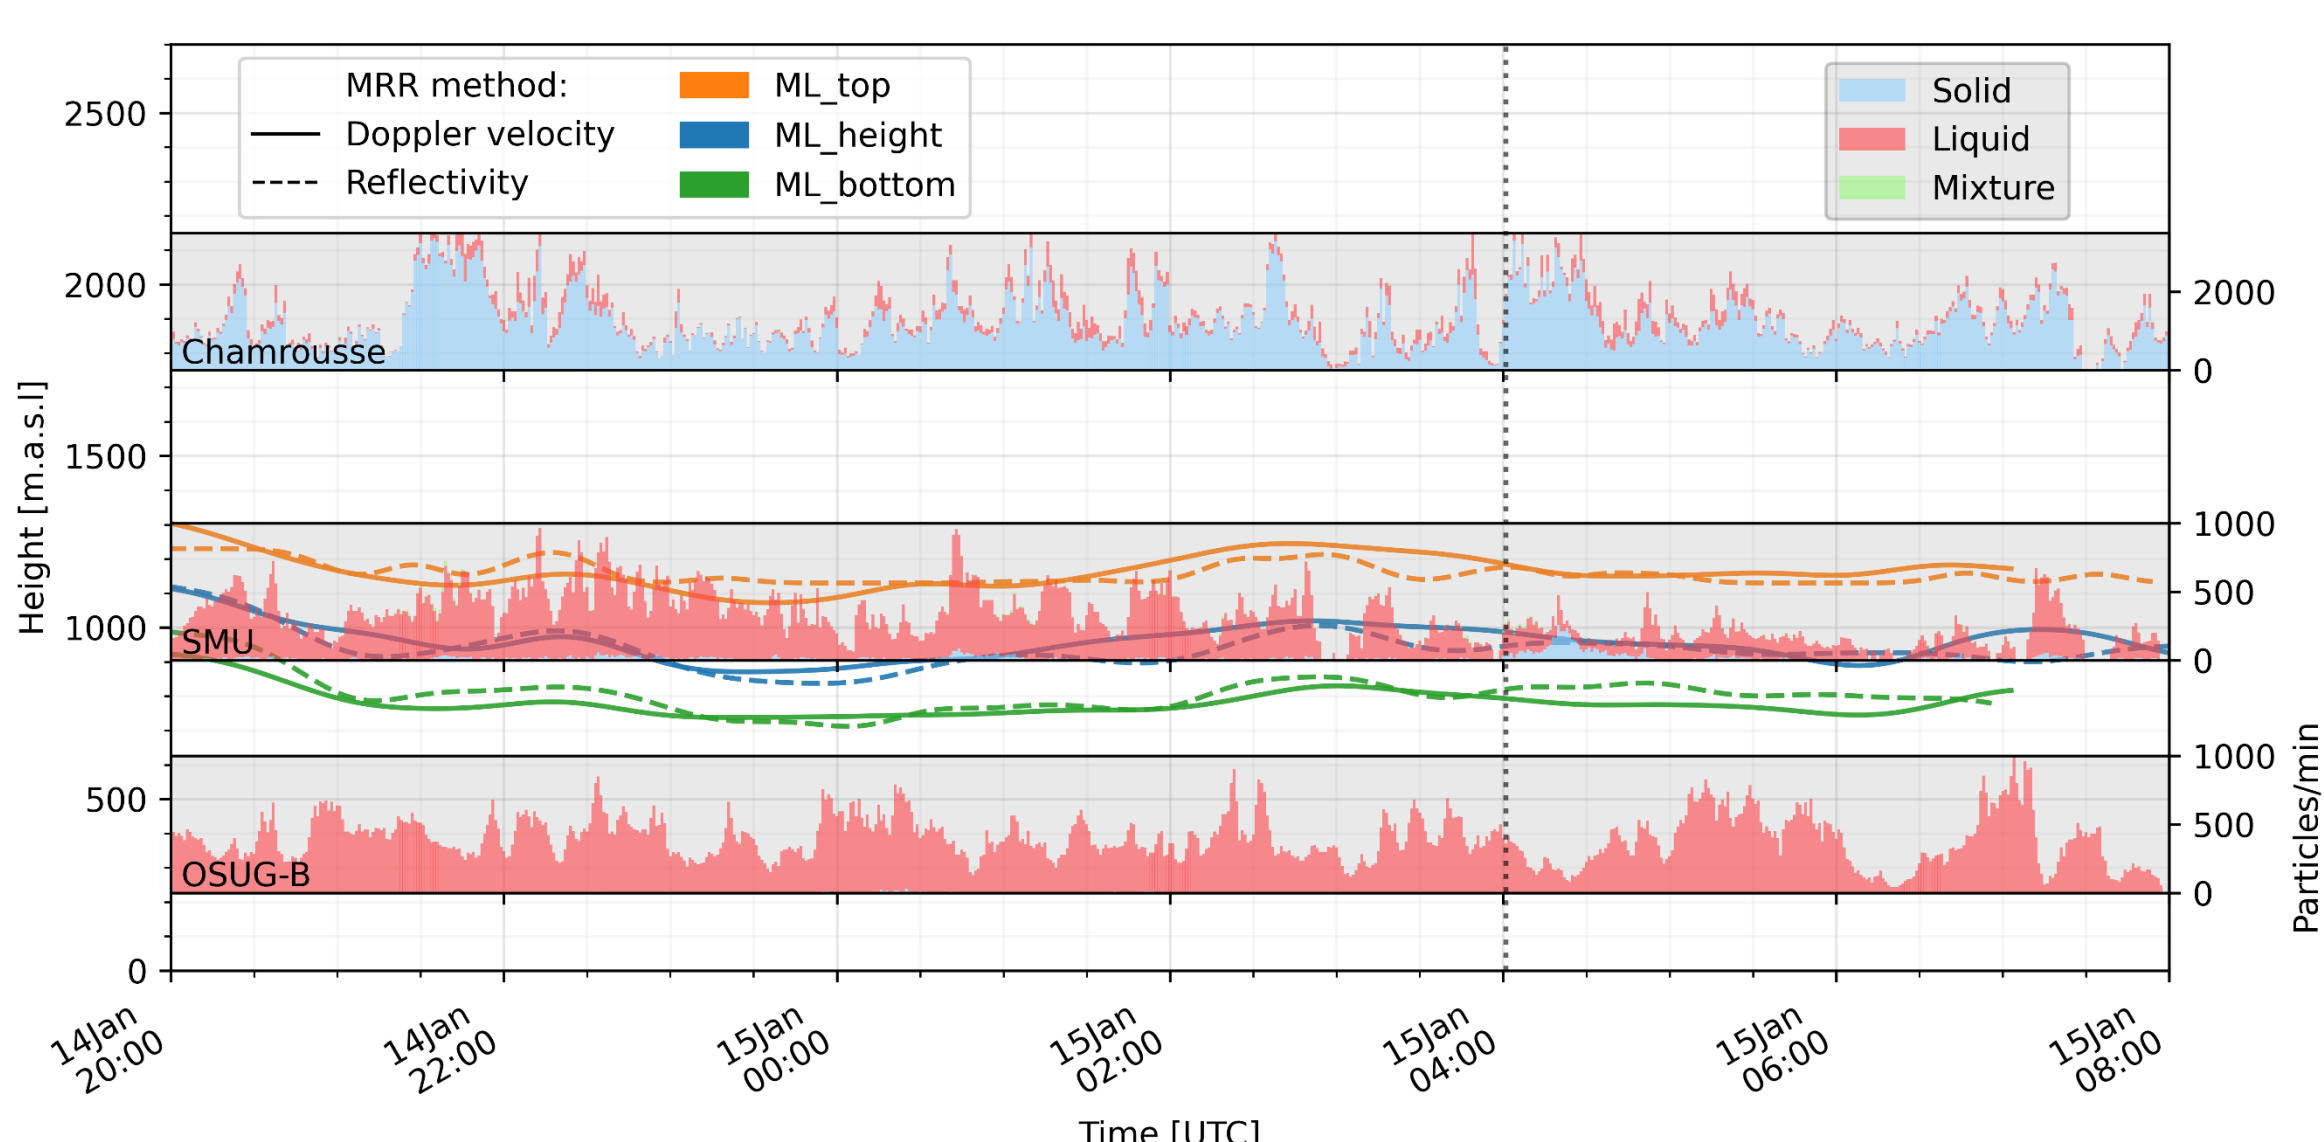 MRR method:
Doppler velocity
Reflectivity
ML_top
ML_height
ML_bottom
Solid
Liquid
Mixture
2500
2000
1500
1000
500
0
Height [m.a.s.l]
Chamrousse
SMU
OSUG-B
2000
0
1000
500
0
1000
500
0
Particles/min
14Jan
20:00
14Jan
22:00
15Jan
00:00
15Jan
02:00
15Jan
04:00
15Jan
06:00
15Jan
08:00
Time [UTC]